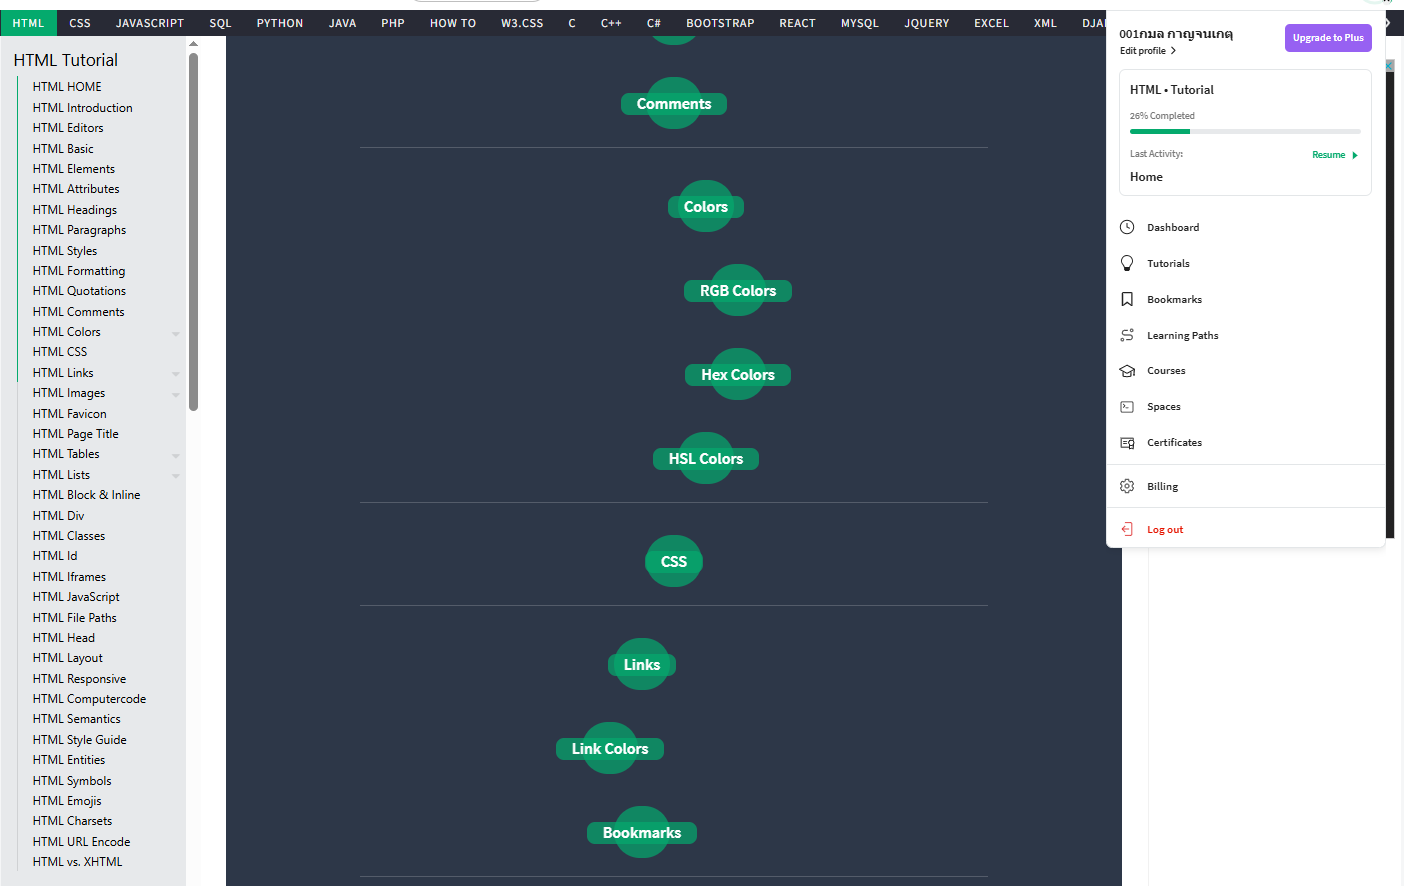 HTML CSS JAVASCRIPT SQL PYTHON JAVA PHP HOW TO W3.CSS C C++ C# BOOTSTRAP REACT MYSQL JQUERY EXCEL XML
HTML Tutorial
HTML HOME
HTML Introduction
HTML Editors
HTML Basic
HTML Elements
HTML Attributes
HTML Headings
HTML Paragraphs
HTML Styles
HTML Formatting
HTML Quotations
HTML Comments
HTML Colors
HTML CSS
HTML Links
HTML Images
HTML Favicon
HTML Page Title
HTML Tables
HTML Lists
HTML Block & Inline
HTML Div
HTML Classes
HTML Id
HTML Iframes
HTML JavaScript
HTML File Paths
HTML Head
HTML Layout
HTML Responsive
HTML Computercode
HTML Semantics
HTML Style Guide
HTML Entities
HTML Symbols
HTML Emojis
HTML Charsets
HTML URL Encode
HTML vs. XHTML
Comments
Colors
RGB Colors
Hex Colors
HSL Colors
CSS
Links
Link Colors
Bookmarks
001กมล กาญจนเกตุ
Edit profile
Upgrade to Plus
HTML • Tutorial
26% Completed
Last Activity:
Resume
Home
Dashboard
Tutorials
Bookmarks
Learning Paths
Courses
Spaces
Certificates
Billing
Log out